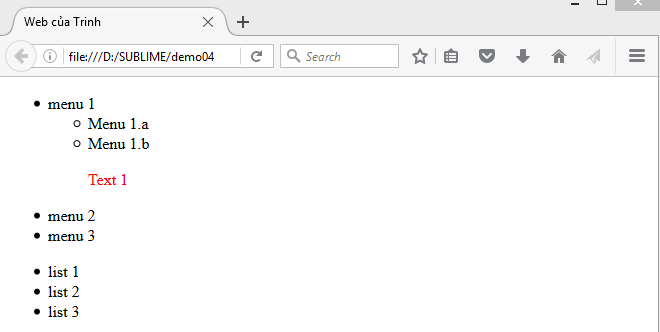 Web của Trinh
file:///D:/SUBLIME/demo04
Search
menu 1
Menu 1.a
Menu 1.b
Text 1
menu 2
menu 3
list 1
list 2
list 3